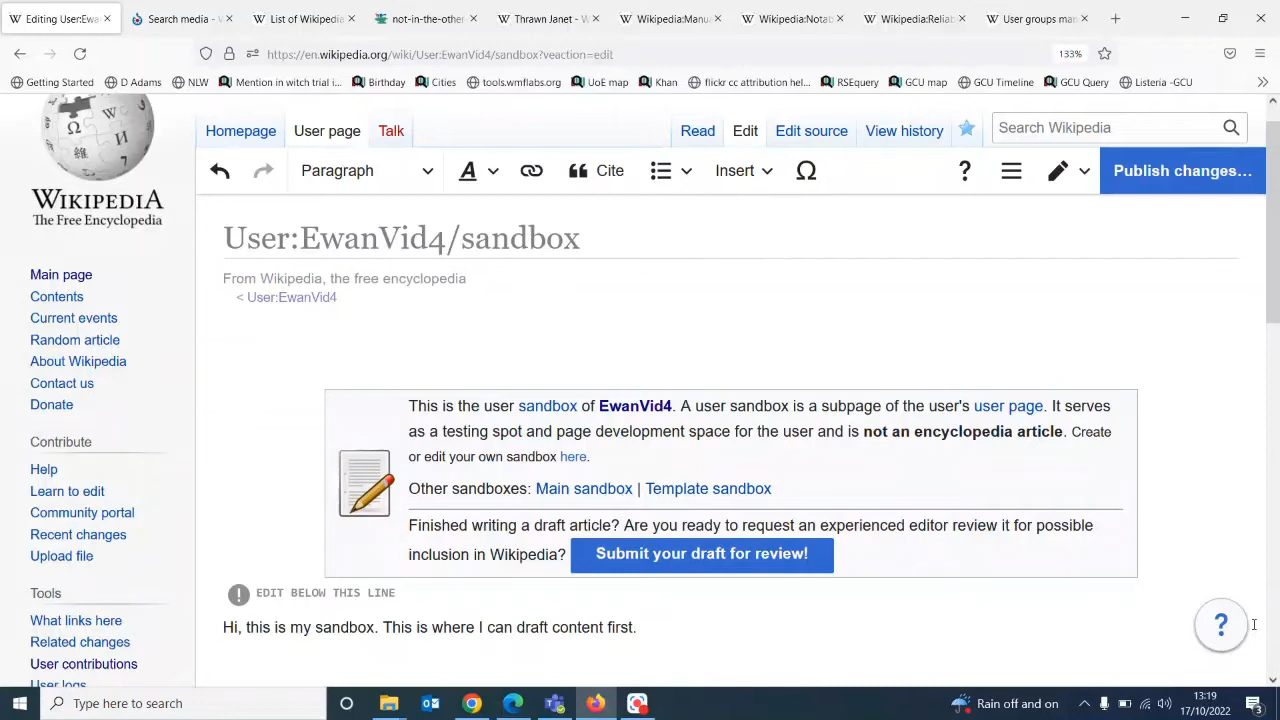 Editing User:Ewa
Search media -
List of Wikipedia
not-in-the-other-
Thrawn Janet - W
Wikipedia:Manu
Wikipedia:Notab
Wikipedia:Reliab
User groups man
https://en.wikipedia.org/wiki/User:EwanVid4/sandbox?veaction=edit
133%
Getting Started
D Adams
NLW
Mention in witch trial i...
Birthday
Cities
tools.wmflabs.org
UoE map
Khan
flickr cc attribution hel...
RSEquery
GCU map
GCU Timeline
GCU Query
Listeria -GCU
WIKIPEDIA
The Free Encyclopedia
Homepage
User page
Talk
Read
Edit
Edit source
View history
Search Wikipedia
Paragraph
A
Cite
Insert
Ω
?
Publish changes...
User:EwanVid4/sandbox
From Wikipedia, the free encyclopedia
< User:EwanVid4
Main page
Contents
Current events
Random article
About Wikipedia
Contact us
Donate
Contribute
Help
Learn to edit
Community portal
Recent changes
Upload file
Tools
What links here
Related changes
User contributions
User logs
This is the user sandbox of EwanVid4. A user sandbox is a subpage of the user's user page. It serves
as a testing spot and page development space for the user and is not an encyclopedia article. Create
or edit your own sandbox here.
Other sandboxes: Main sandbox | Template sandbox
Finished writing a draft article? Are you ready to request an experienced editor review it for possible
inclusion in Wikipedia? Submit your draft for review!
EDIT BELOW THIS LINE
Hi, this is my sandbox. This is where I can draft content first.
?
Type here to search
Rain off and on
13:19
17/10/2022
3